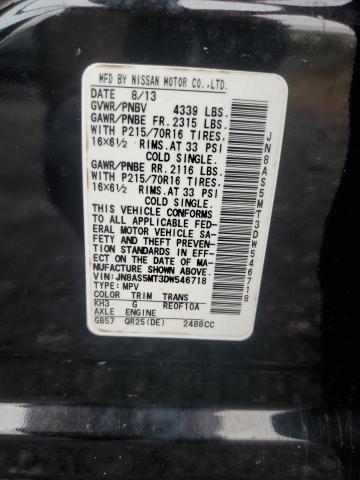 MFD BY NISSAN MOTOR CO.,LTD.
DATE 8/13
GVWR/PNBV 4339 LBS.
GAWR/PNBE FR. 2315 LBS.
WITH P215/70R16 TIRES.
16X6½ RIMS. AT 33 PSI
COLD SINGLE.
GAWR/PNBE RR. 2116 LBS.
WITH P215/70R16 TIRES.
16X6½ RIMS. AT 33 PSI
COLD SINGLE.
THIS VEHICLE CONFORMS
TO ALL APPLICABLE FED-
ERAL MOTOR VEHICLE SA-
FETY AND THEFT PREVENTION
STANDARDS IN EFFECT
ON THE DATE OF MA-
NUFACTURE SHOWN ABOVE.
VIN: JN8AS5MT3DW546718
TYPE: MPV
COLOR TRIM TRANS
KH3 G RE0F10A
AXLE ENGINE
GB57 QR25(DE) 2488CC
JN8AS5MT3DW546718